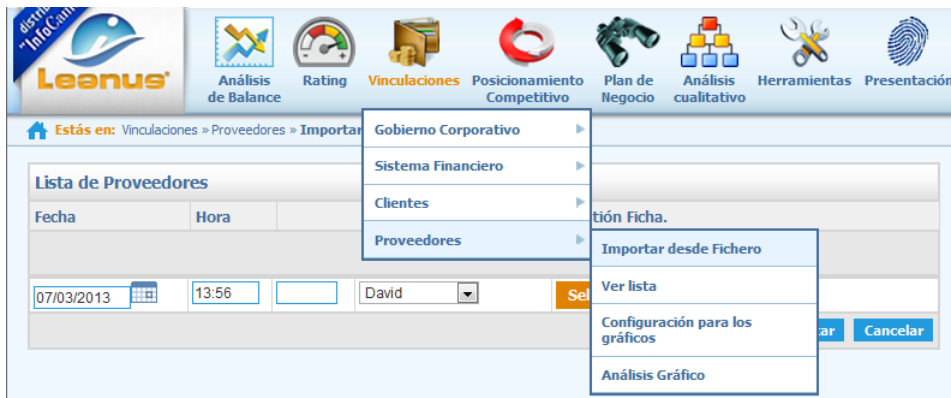 distri
"InfoCam
Leanus
Análisis
de Balance
Rating
Vinculaciones
Posicionamiento
Competitivo
Plan de
Negocio
Análisis
cualitativo
Herramientas
Presentación
Estás en: Vinculaciones » Proveedores » Importar
Gobierno Corporativo
Sistema Financiero
Clientes
Proveedores
Lista de Proveedores
Fecha
Hora
tión Ficha.
Importar desde Fichero
Ver lista
Configuración para los
gráficos
Análisis Gráfico
07/03/2013
13:56
David
Sel
ar
Cancelar